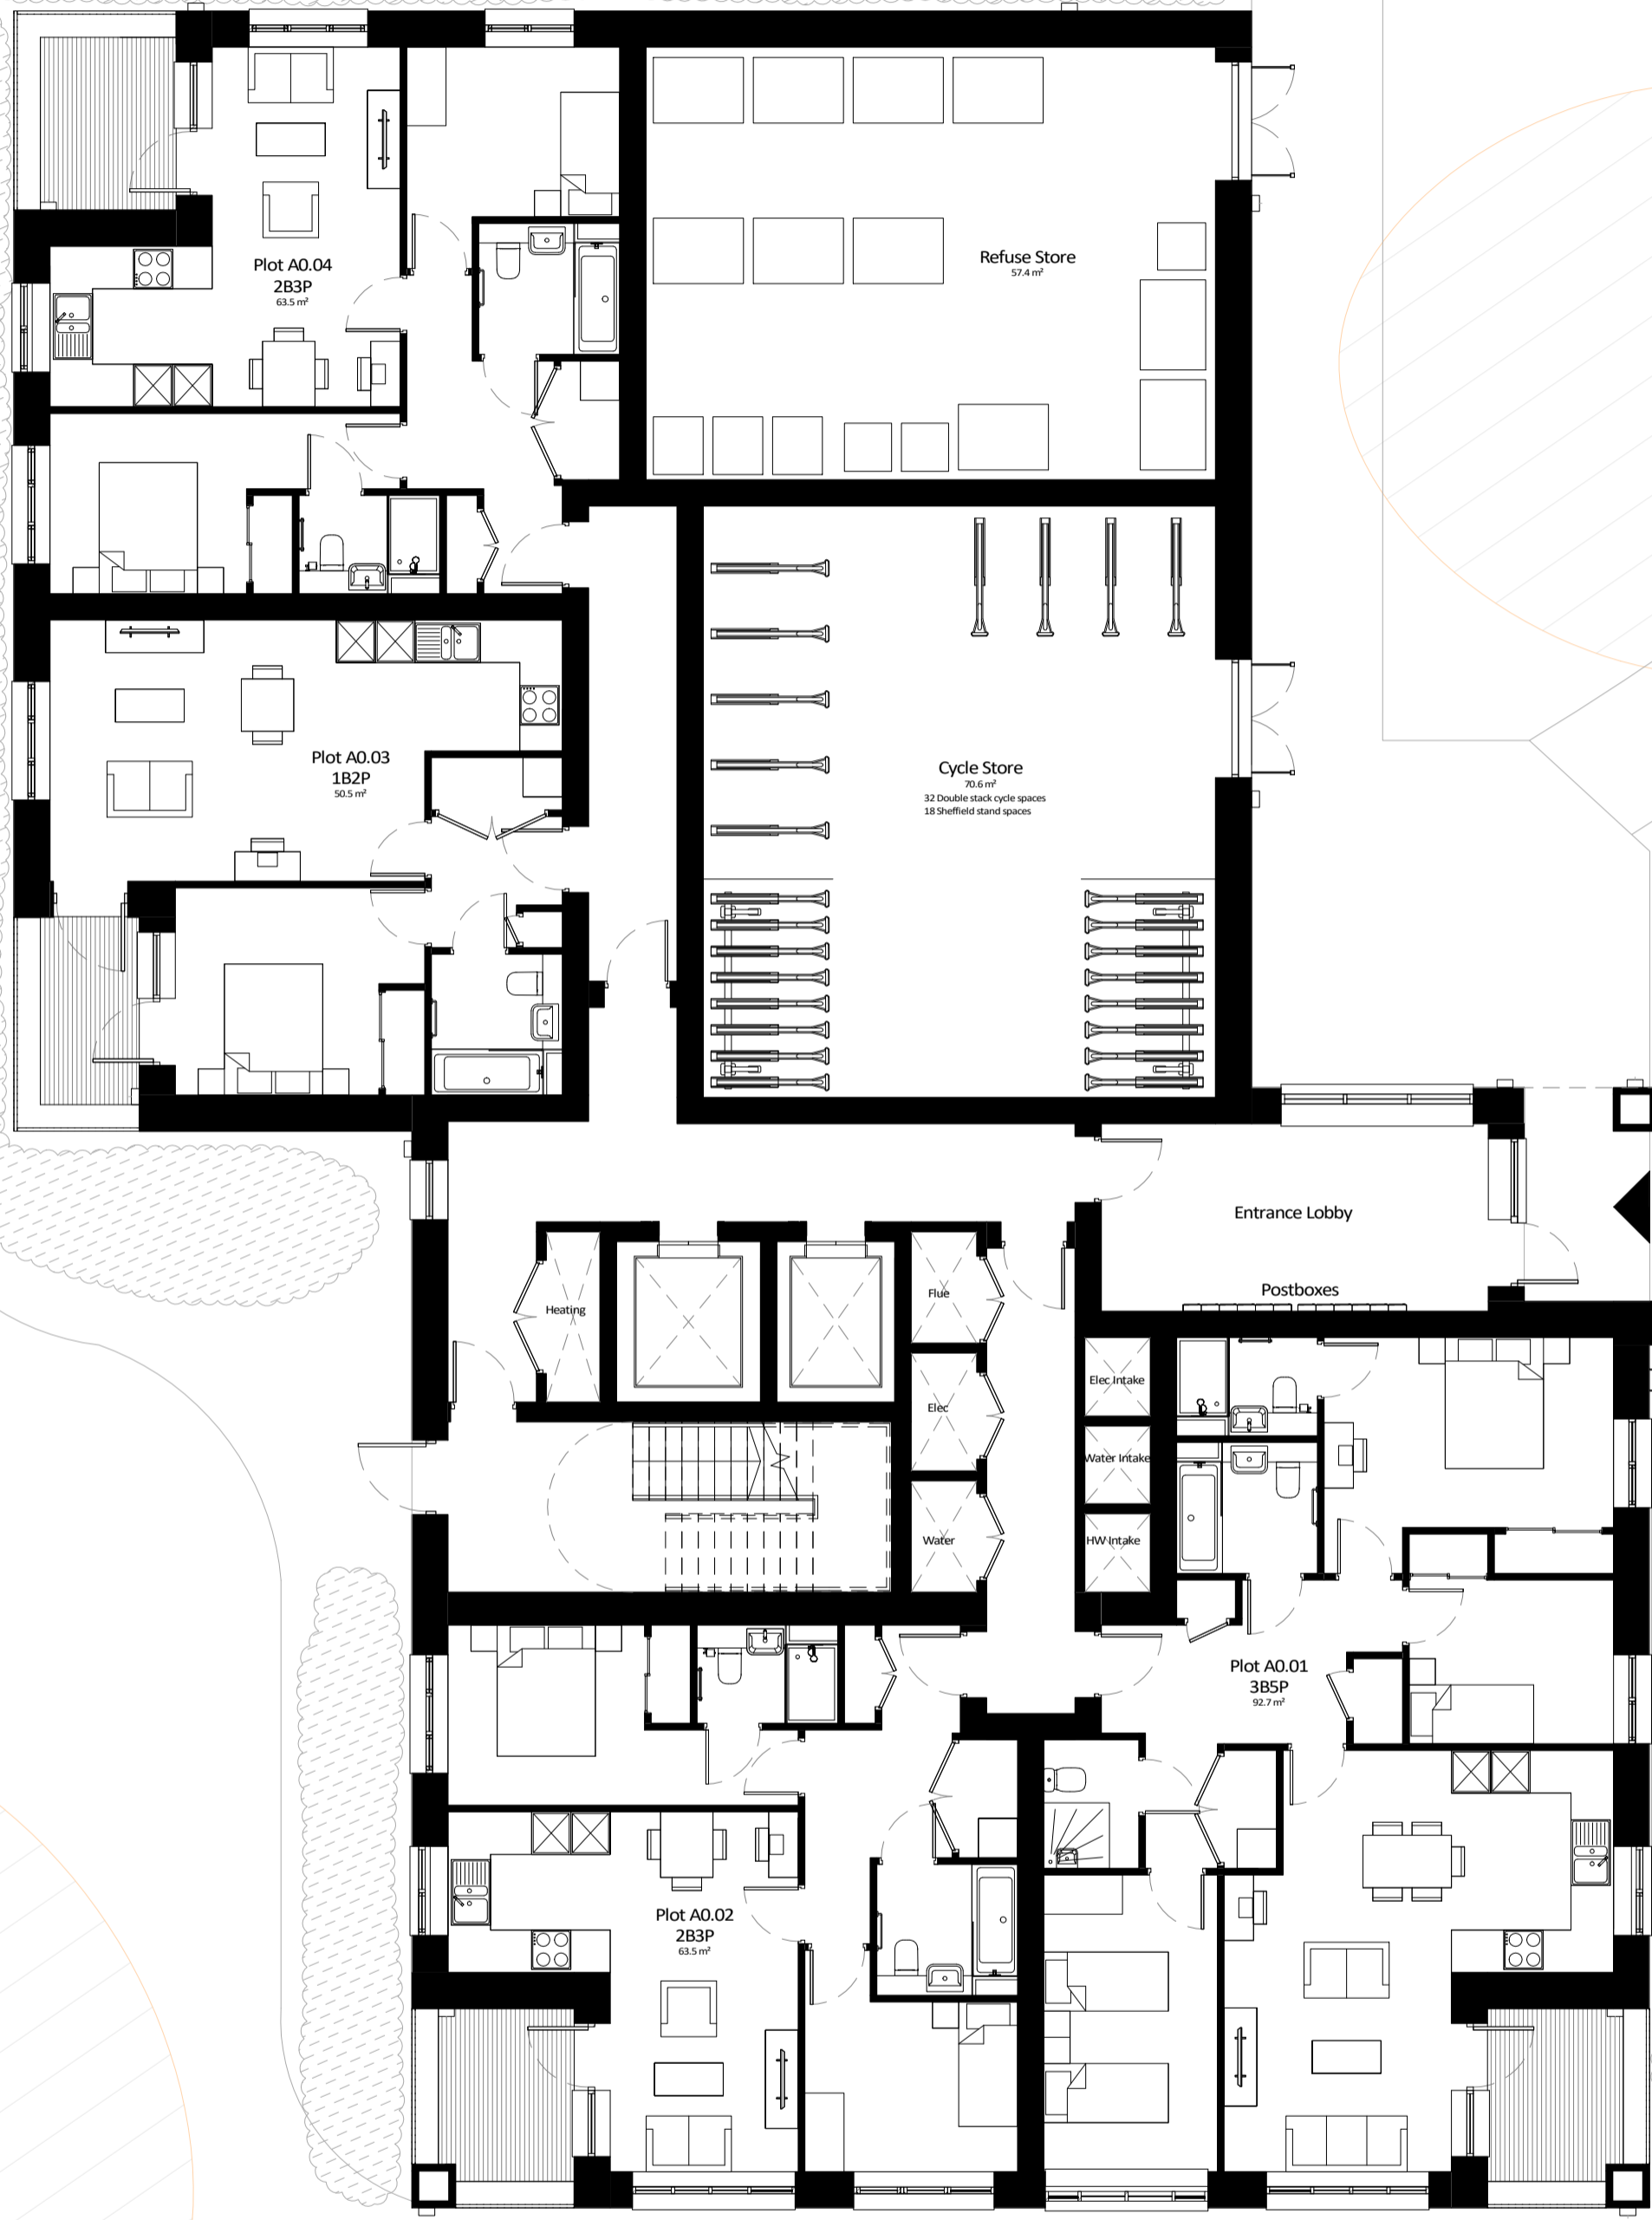 Plot A0.04
2B3P
63.5 m²
Refuse Store
57.4 m²
Plot A0.03
1B2P
50.5 m²
Cycle Store
70.6 m²
32 Double stack cycle spaces
18 Sheffield stand spaces
Entrance Lobby
Postboxes
Heating
Flue
Elec
Water
Elec Intake
Water Intake
HW Intake
Plot A0.01
3B5P
92.7 m²
Plot A0.02
2B3P
63.5 m²